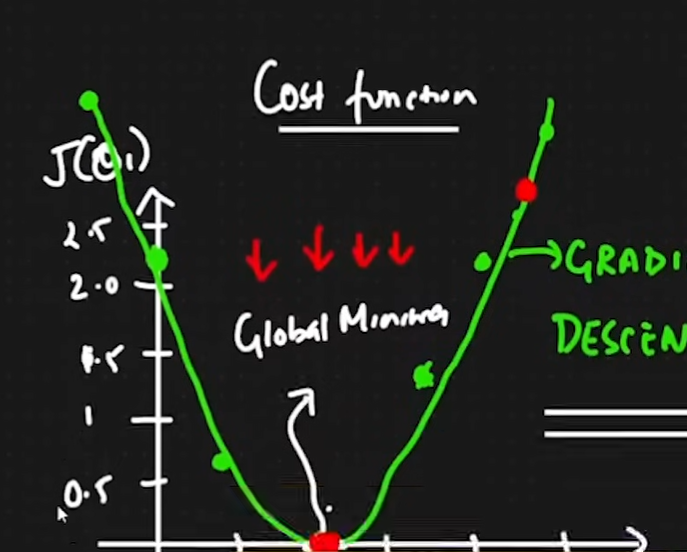 Cost function
J(θ₁)
2.5
2.0
GRADI
Global Minima
DESCEN
1.5
1
0.5